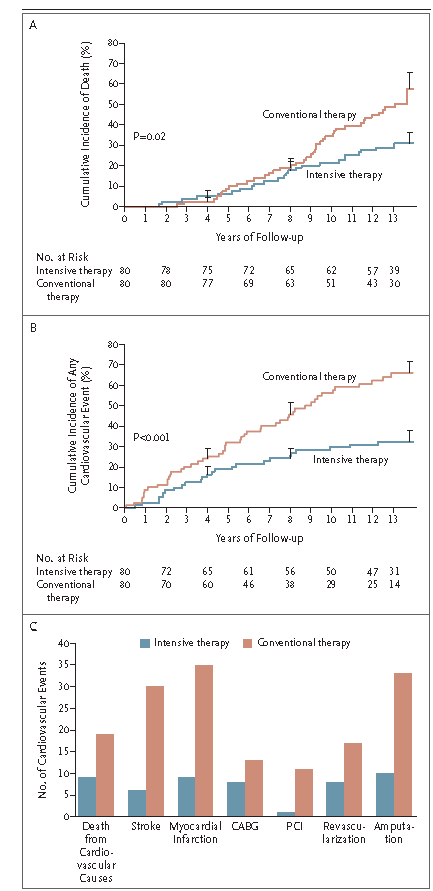 A
Cumulative Incidence of Death (%)
80
70
60
50
40
30
20
10
0
P=0.02
Conventional therapy
Intensive therapy
0 1 2 3 4 5 6 7 8 9 10 11 12 13
Years of Follow-up
No. at Risk
Intensive therapy 80 78 75 72 65 62 57 39
Conventional therapy 80 80 77 69 63 51 43 30
B
Cumulative Incidence of Any
Cardiovascular Event (%)
80
70
60
50
40
30
20
10
0
P<0.001
Conventional therapy
Intensive therapy
0 1 2 3 4 5 6 7 8 9 10 11 12 13
Years of Follow-up
No. at Risk
Intensive therapy 80 72 65 61 56 50 47 31
Conventional therapy 80 70 60 46 38 29 25 14
C
No. of Cardiovascular Events
Intensive therapy Conventional therapy
40
35
30
25
20
15
10
5
0
Death
from
Cardio-
vascular
Causes
Stroke
Myocardial
Infarction
CABG
PCI
Revascu-
larization
Amputa-
tion